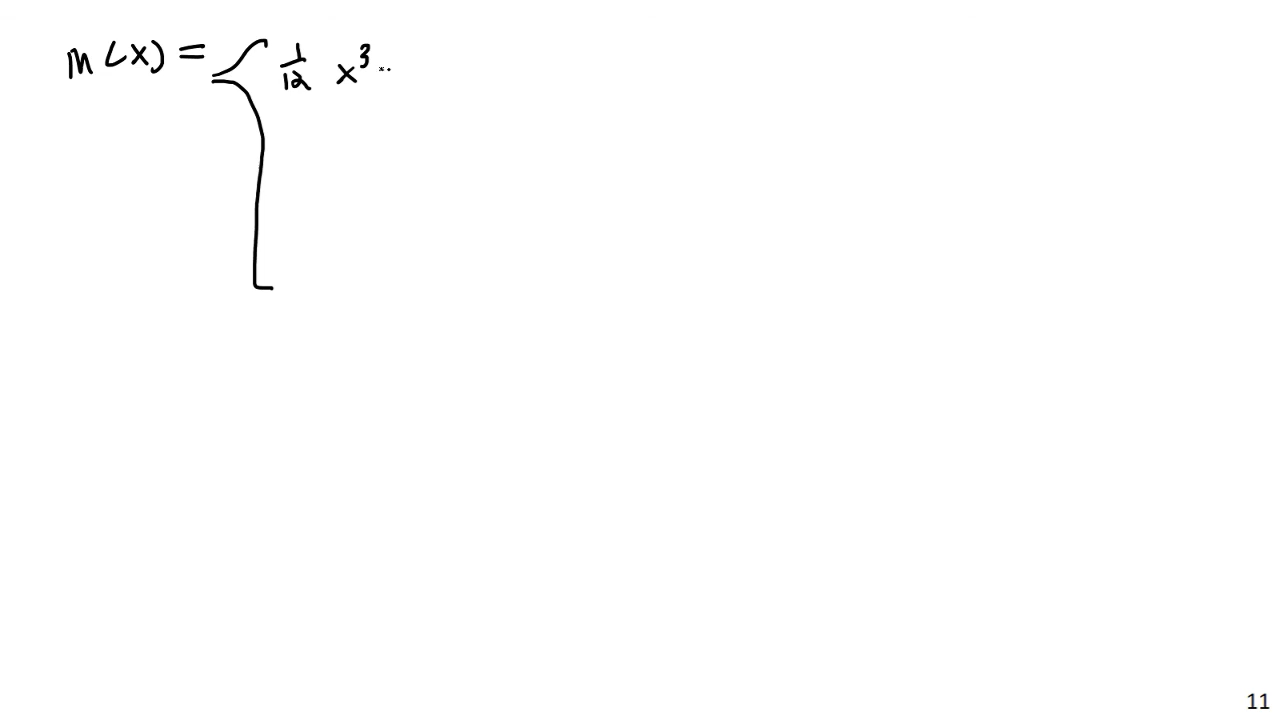 m(x) = { 1/12 x³
11